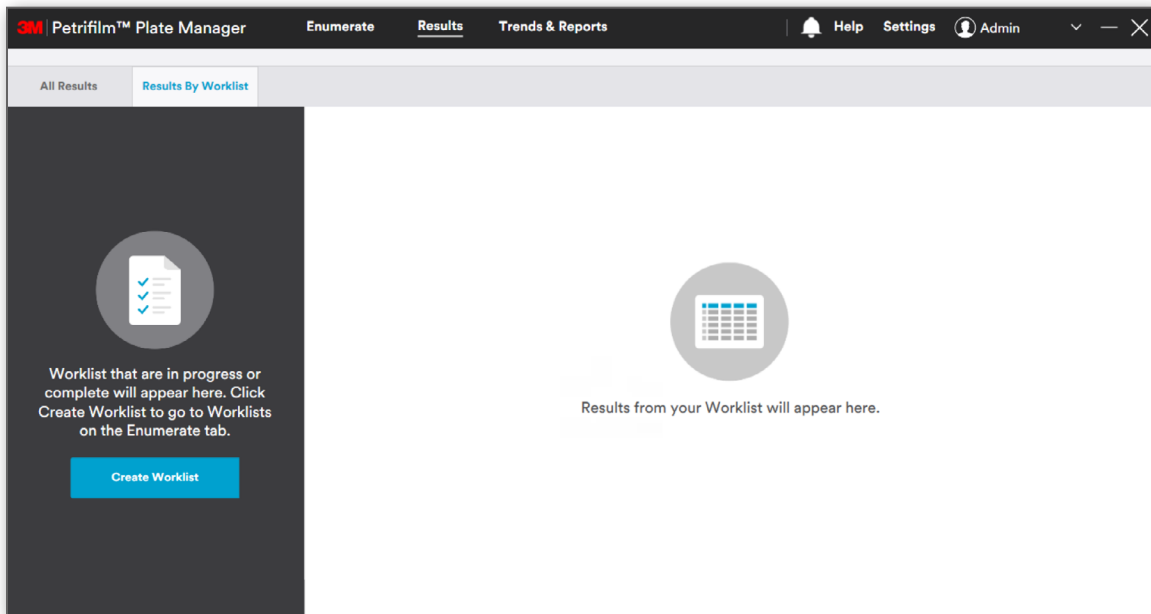 3M Petrifilm™ Plate Manager Enumerate Results Trends & Reports Help Settings Admin
All Results Results By Worklist
Worklist that are in progress or
complete will appear here. Click
Create Worklist to go to Worklists
on the Enumerate tab.
Create Worklist
Results from your Worklist will appear here.